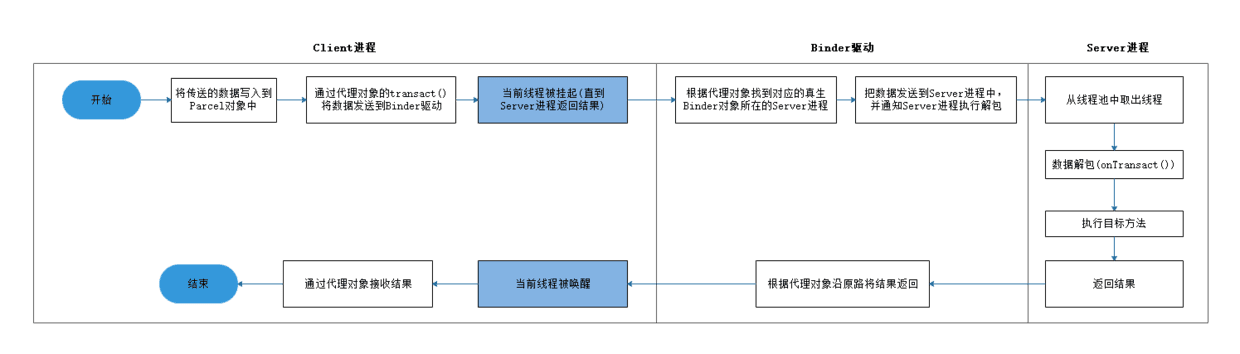 Client进程
Binder驱动
Server进程
开始
将传送的数据写入到
Parcel对象中
通过代理对象的transact()
将数据发送到Binder驱动
当前线程被挂起(直到
Server进程返回结果)
根据代理对象找到对应的真生
Binder对象所在的Server进程
把数据发送到Server进程中，
并通知Server进程执行解包
从线程池中取出线程
数据解包(onTransact())
执行目标方法
返回结果
根据代理对象沿原路将结果返回
当前线程被唤醒
通过代理对象接收结果
结束